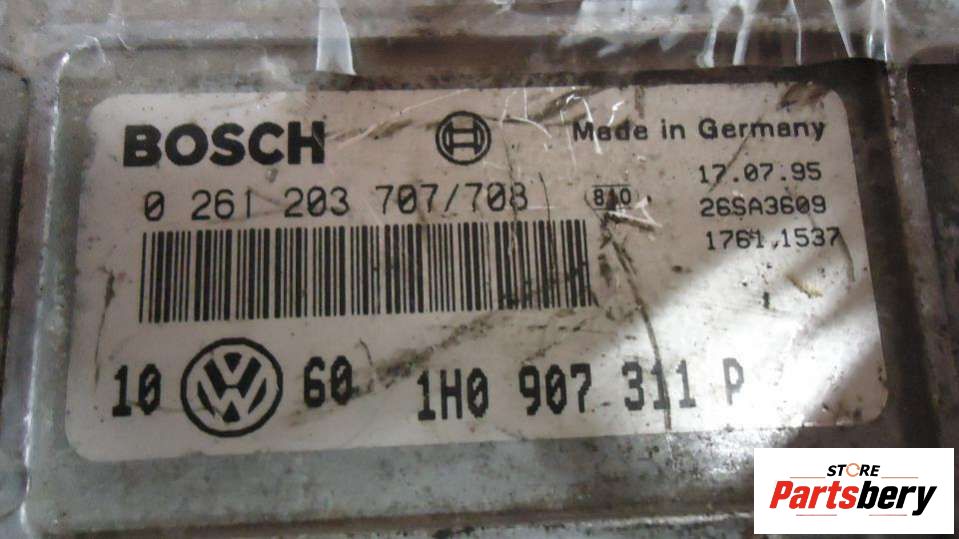 BOSCH
Made in Germany
17.07.95
0 261 203 707/708
26SA3609
1761,1537
10 VW 60 1H0 907 311 P
STORE
Partsbery